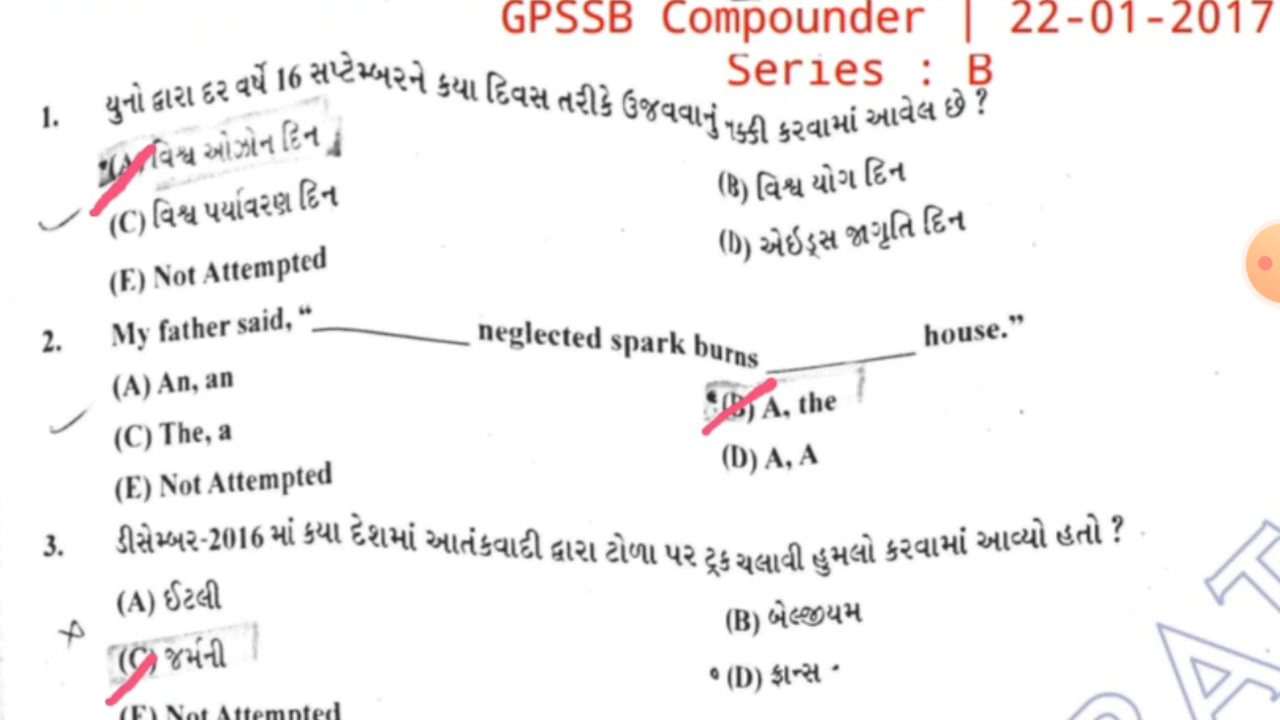 GPSSB Compounder | 22-01-2017
Series : B
1. યુનો દ્વારા દર વર્ષે 16 સપ્ટેમ્બરને કયા દિવસ તરીકે ઉજવવાનું નક્કી કરવામાં આવેલ છે ?
(A) વિશ્વ ઓઝોન દિન
(B) વિશ્વ યોગ દિન
(C) વિશ્વ પર્યાવરણ દિન
(D) એઇડ્સ જાગૃતિ દિન
(E) Not Attempted
2. My father said, “__________ neglected spark burns __________ house.”
(A) An, an
(B) A, the
(C) The, a
(D) A, A
(E) Not Attempted
3. ડીસેમ્બર-2016 માં કયા દેશમાં આતંકવાદી દ્વારા ટોળા પર ટ્રક ચલાવી હુમલો કરવામાં આવ્યો હતો ?
(A) ઈટલી
(B) બેલ્જીયમ
(C) જર્મની
(D) ફ્રાન્સ
(E) Not Attempted